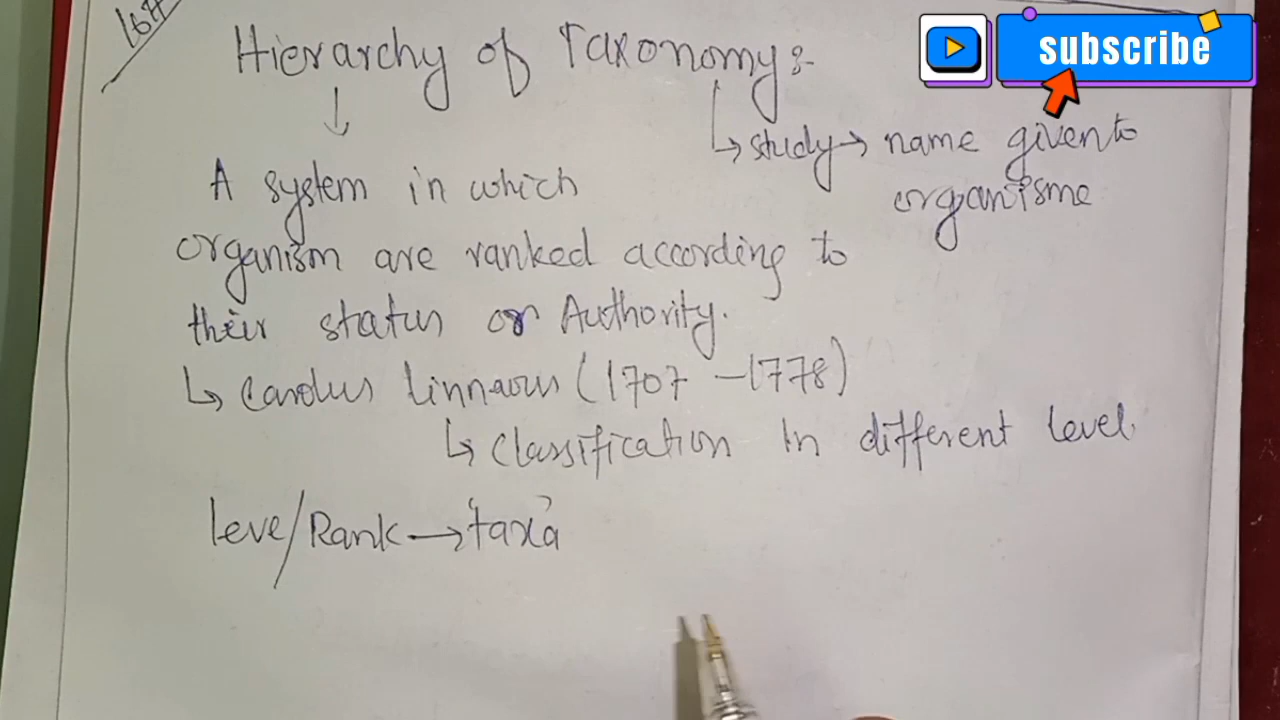 Hierarchy of Taxonomy :-
subscribe
↳ study → name given to
organisme
A system in which
organism are ranked according to
their status or Authority.
↳ Carolus linnaous (1707 - 1778)
↳ classification In different level.
leve/Rank → 'taxa'